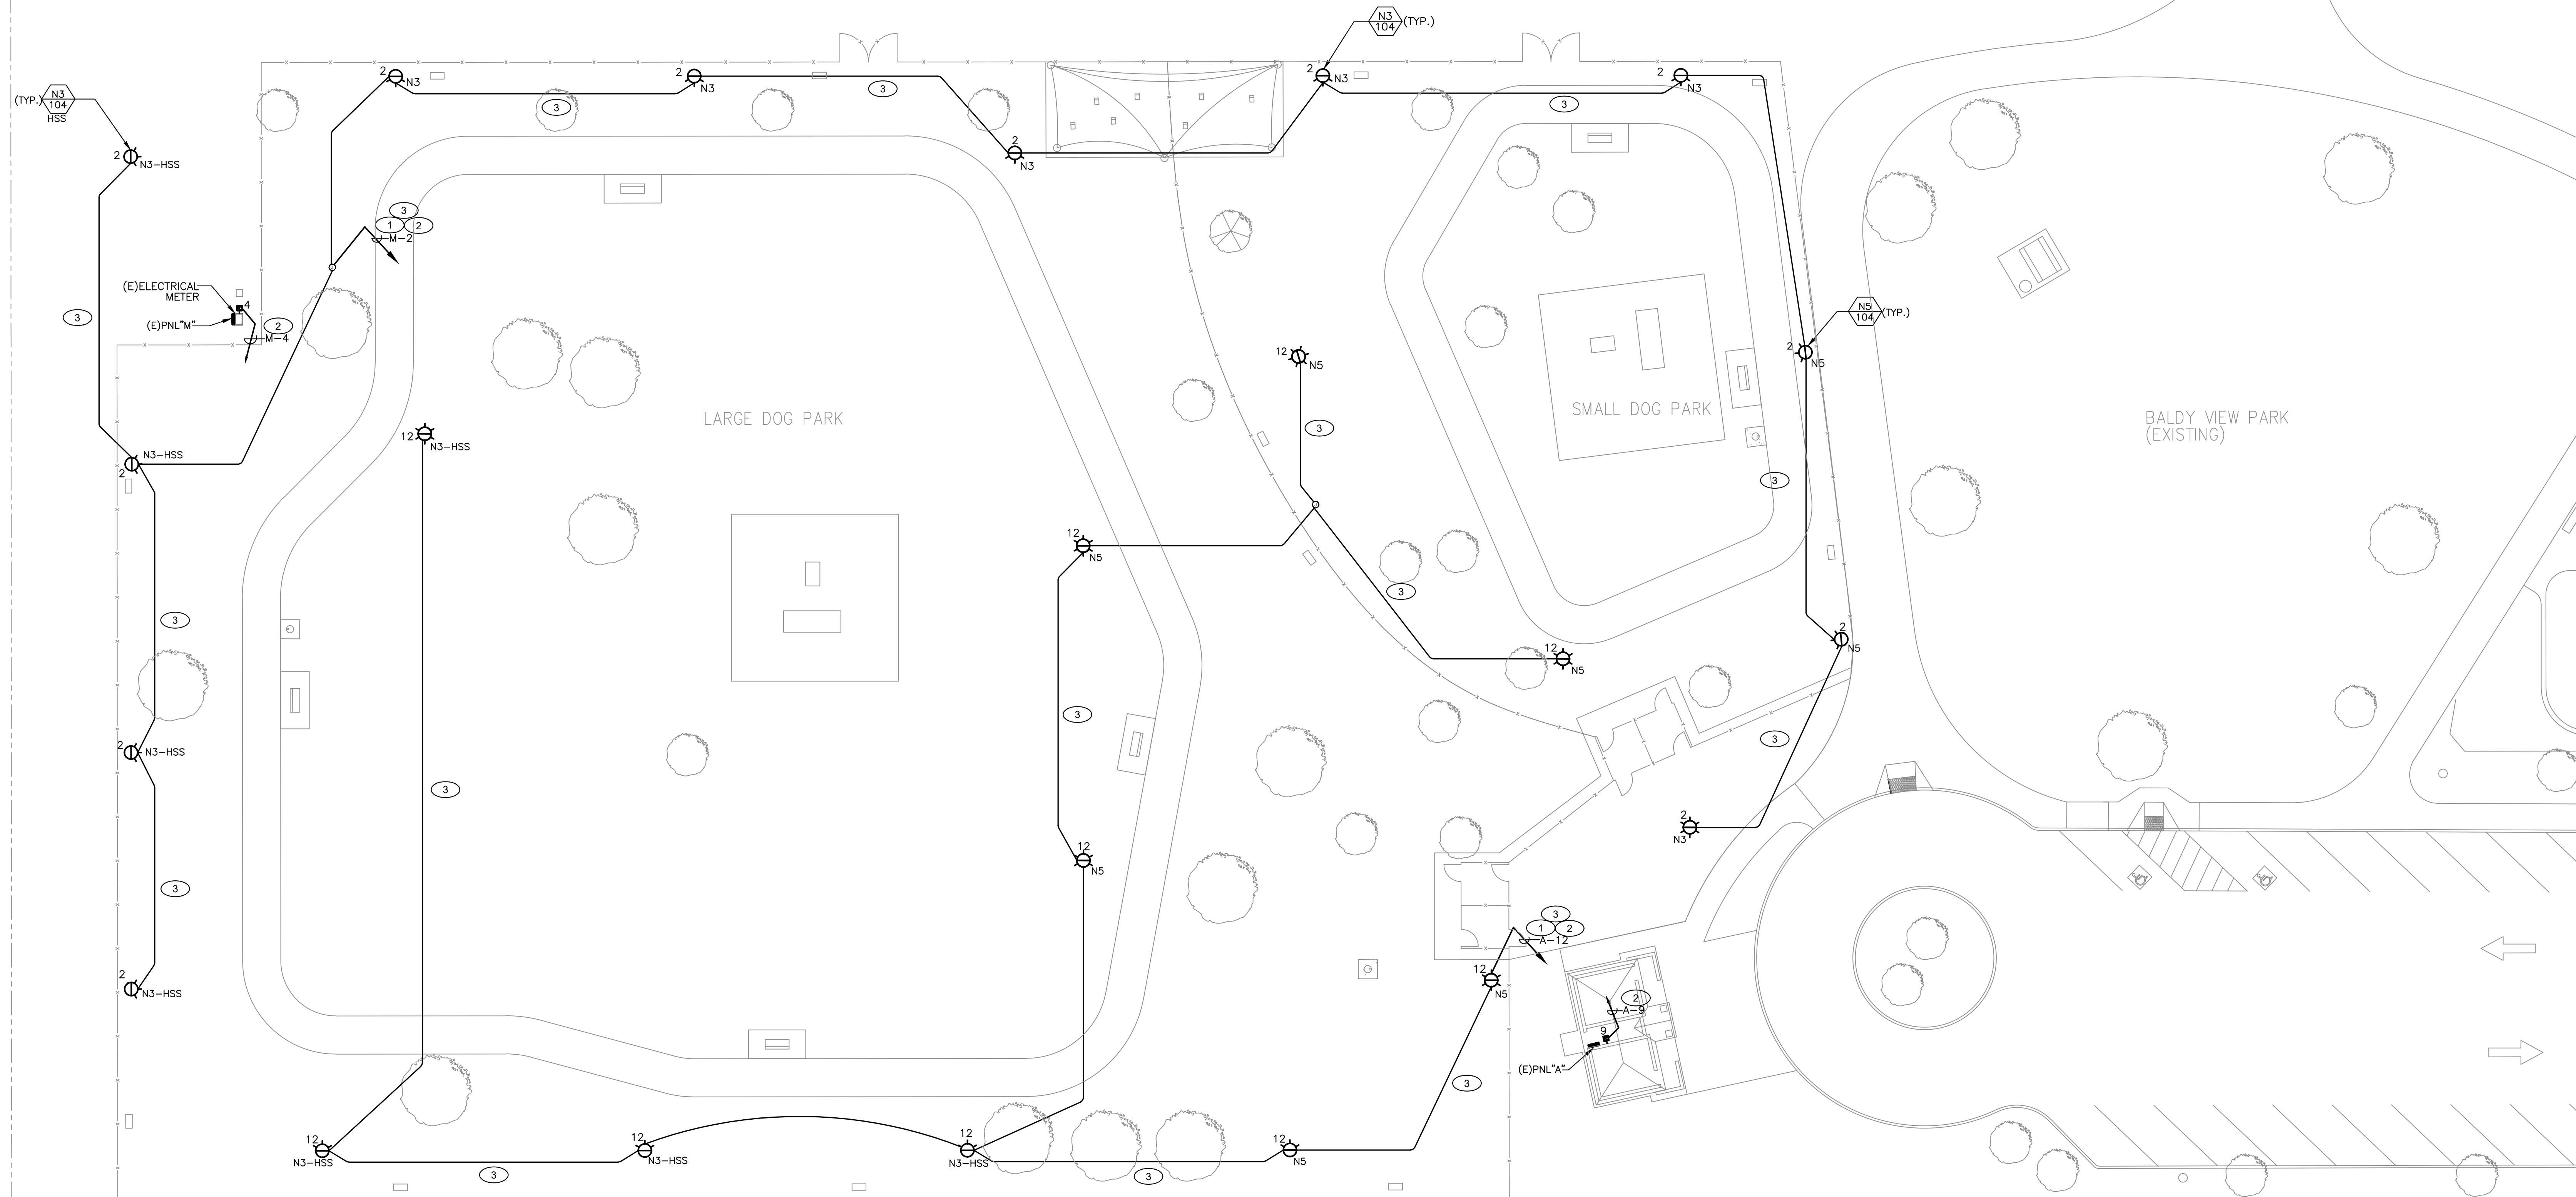 N3
104
(TYP.)
2
N3
2
N3
2
N3
2
N3
3
3
3
(TYP.)
N3
104
HSS
2
N3-HSS
2
N3
3
1
2
M-2
(E)ELECTRICAL
METER
4
(E)PNL"M"
2
M-4
3
N5
104
(TYP.)
2
N5
12
N5
3
LARGE DOG PARK
SMALL DOG PARK
BALDY VIEW PARK
(EXISTING)
12
N3-HSS
N3-HSS
2
3
12
N5
3
3
2
N5
12
N5
2
N3-HSS
3
3
3
2
N3
3
12
N5
3
1
2
A-12
12
N5
2
N3-HSS
2
A-9
9
(E)PNL"A"
3
12
N3-HSS
12
N3-HSS
12
N3-HSS
12
N5
3
3